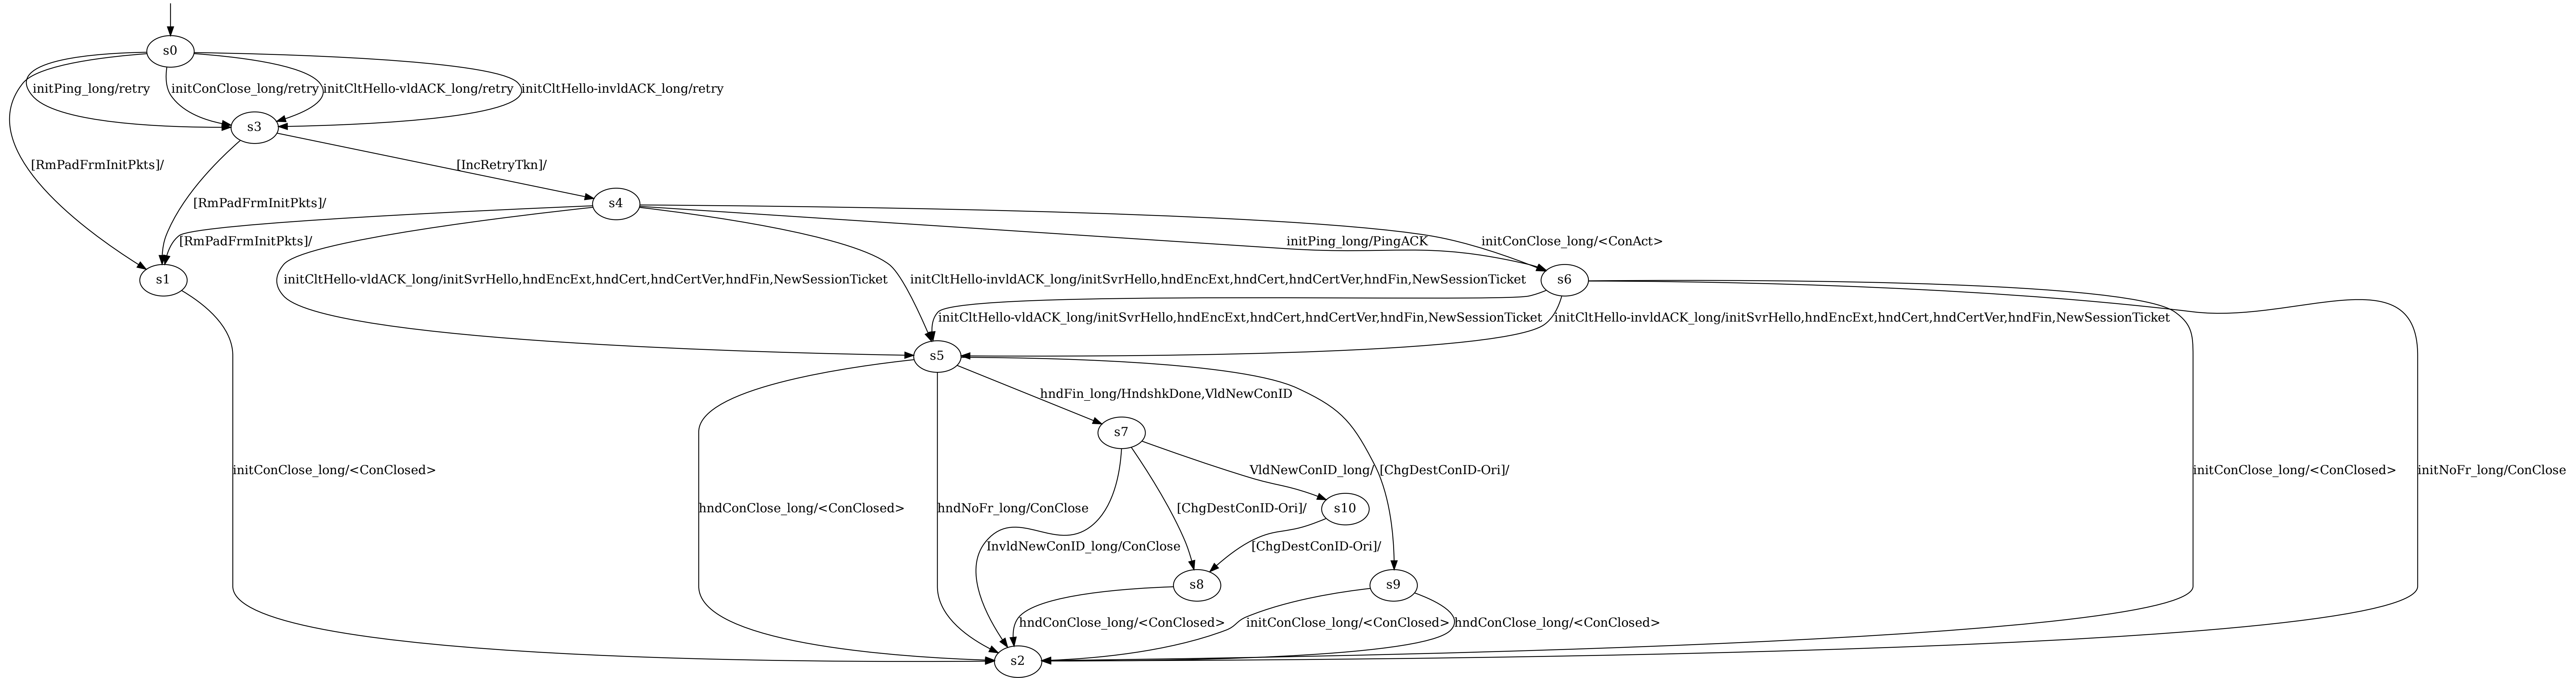 s0
initPing_long/retry
initConClose_long/retry
initCltHello-vldACK_long/retry
initCltHello-invldACK_long/retry
s3
[RmPadFrmInitPkts]/
[IncRetryTkn]/
[RmPadFrmInitPkts]/
s4
[RmPadFrmInitPkts]/
initPing_long/PingACK
initConClose_long/<ConAct>
s1
initCltHello-vldACK_long/initSvrHello,hndEncExt,hndCert,hndCertVer,hndFin,NewSessionTicket
initCltHello-invldACK_long/initSvrHello,hndEncExt,hndCert,hndCertVer,hndFin,NewSessionTicket
s6
initCltHello-vldACK_long/initSvrHello,hndEncExt,hndCert,hndCertVer,hndFin,NewSessionTicket
initCltHello-invldACK_long/initSvrHello,hndEncExt,hndCert,hndCertVer,hndFin,NewSessionTicket
s5
hndFin_long/HndshkDone,VldNewConID
s7
initConClose_long/<ConClosed>
VldNewConID_long/
[ChgDestConID-Ori]/
initConClose_long/<ConClosed>
initNoFr_long/ConClose
hndConClose_long/<ConClosed>
hndNoFr_long/ConClose
[ChgDestConID-Ori]/
s10
InvldNewConID_long/ConClose
[ChgDestConID-Ori]/
s8
s9
hndConClose_long/<ConClosed>
initConClose_long/<ConClosed>
hndConClose_long/<ConClosed>
s2